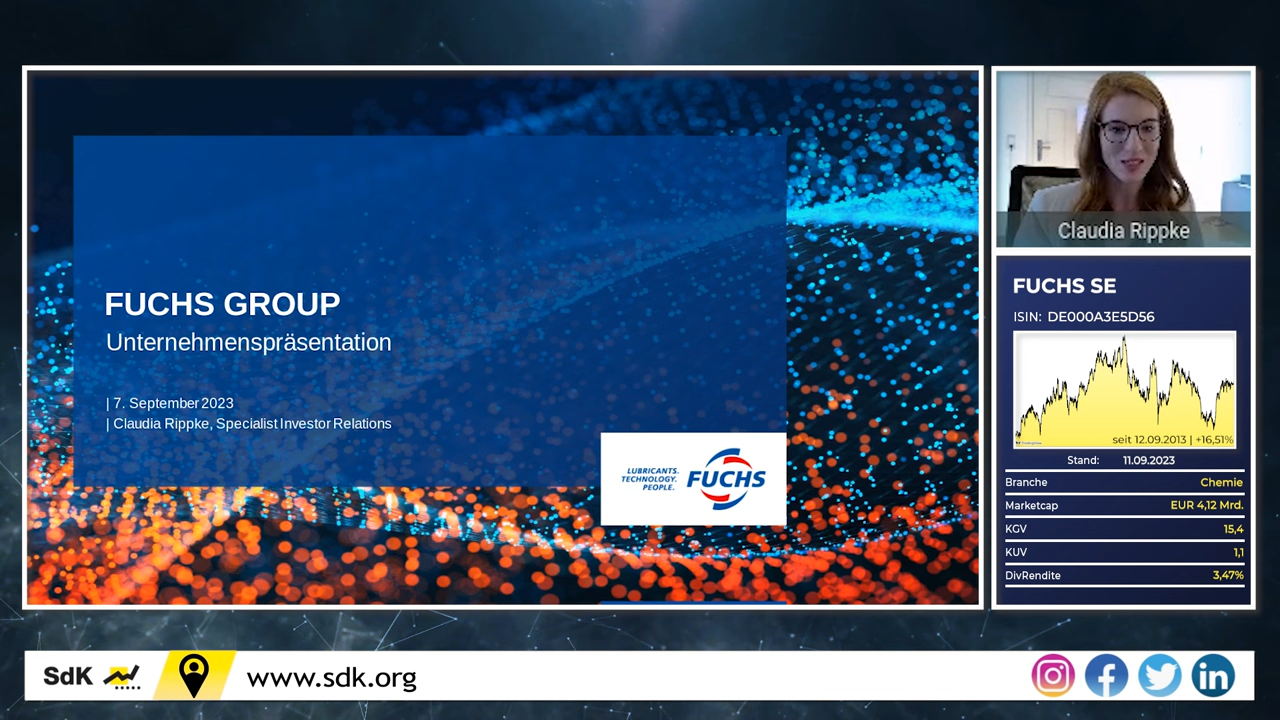 FUCHS GROUP
Unternehmenspräsentation
| 7. September 2023
| Claudia Rippke, Specialist Investor Relations
LUBRICANTS.
TECHNOLOGY.
PEOPLE.
FUCHS
Claudia Rippke
FUCHS SE
ISIN: DE000A3E5D56
seit 12.09.2013 | +16,51%
Stand: 11.09.2023
Branche Chemie
Marketcap EUR 4,12 Mrd.
KGV 15,4
KUV 1,1
DivRendite 3,47%
SdK
www.sdk.org